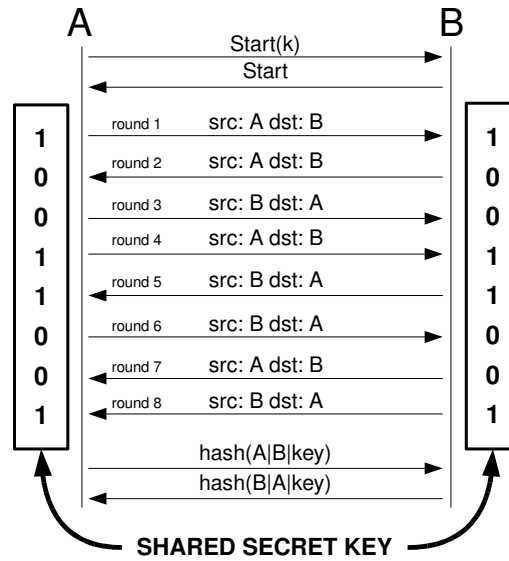 A B
Start(k)
Start
round 1 src: A dst: B
round 2 src: A dst: B
round 3 src: B dst: A
round 4 src: A dst: B
round 5 src: B dst: A
round 6 src: B dst: A
round 7 src: A dst: B
round 8 src: B dst: A
1 1
0 0
0 0
1 1
1 1
0 0
0 0
1 1
hash(A|B|key)
hash(B|A|key)
SHARED SECRET KEY